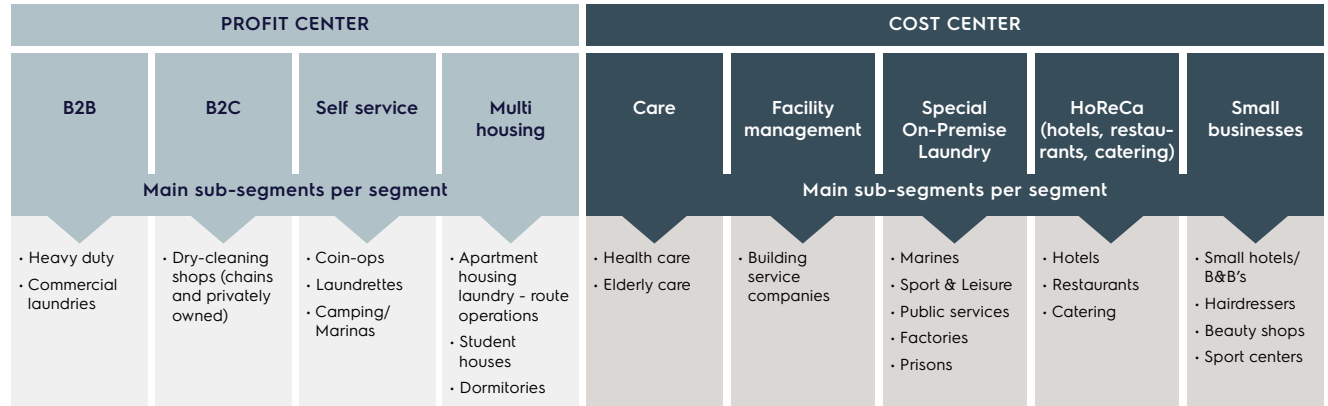 PROFIT CENTER
COST CENTER
B2B
B2C
Self service
Multi
housing
Care
Facility
management
Special
On-Premise
Laundry
HoReCa
(hotels, restau-
rants, catering)
Small
businesses
Main sub-segments per segment
Main sub-segments per segment
· Heavy duty
· Commercial
laundries
· Dry-cleaning
shops (chains
and privately
owned)
· Coin-ops
· Laundrettes
· Camping/
Marinas
· Apartment
housing
laundry - route
operations
· Student
houses
· Dormitories
· Health care
· Elderly care
· Building
service
companies
· Marines
· Sport & Leisure
· Public services
· Factories
· Prisons
· Hotels
· Restaurants
· Catering
· Small hotels/
B&B's
· Hairdressers
· Beauty shops
· Sport centers